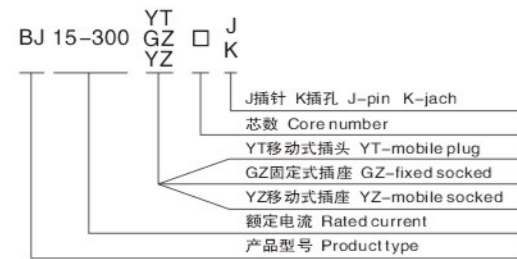 YT
BJ 15-300 GZ □ J
YZ K
J插针 K插孔 J-pin K-jach
芯数 Core number
YT移动式插头 YT-mobile plug
GZ固定式插座 GZ-fixed socked
YZ移动式插座 YZ-mobile socked
额定电流 Rated current
产品型号 Product type